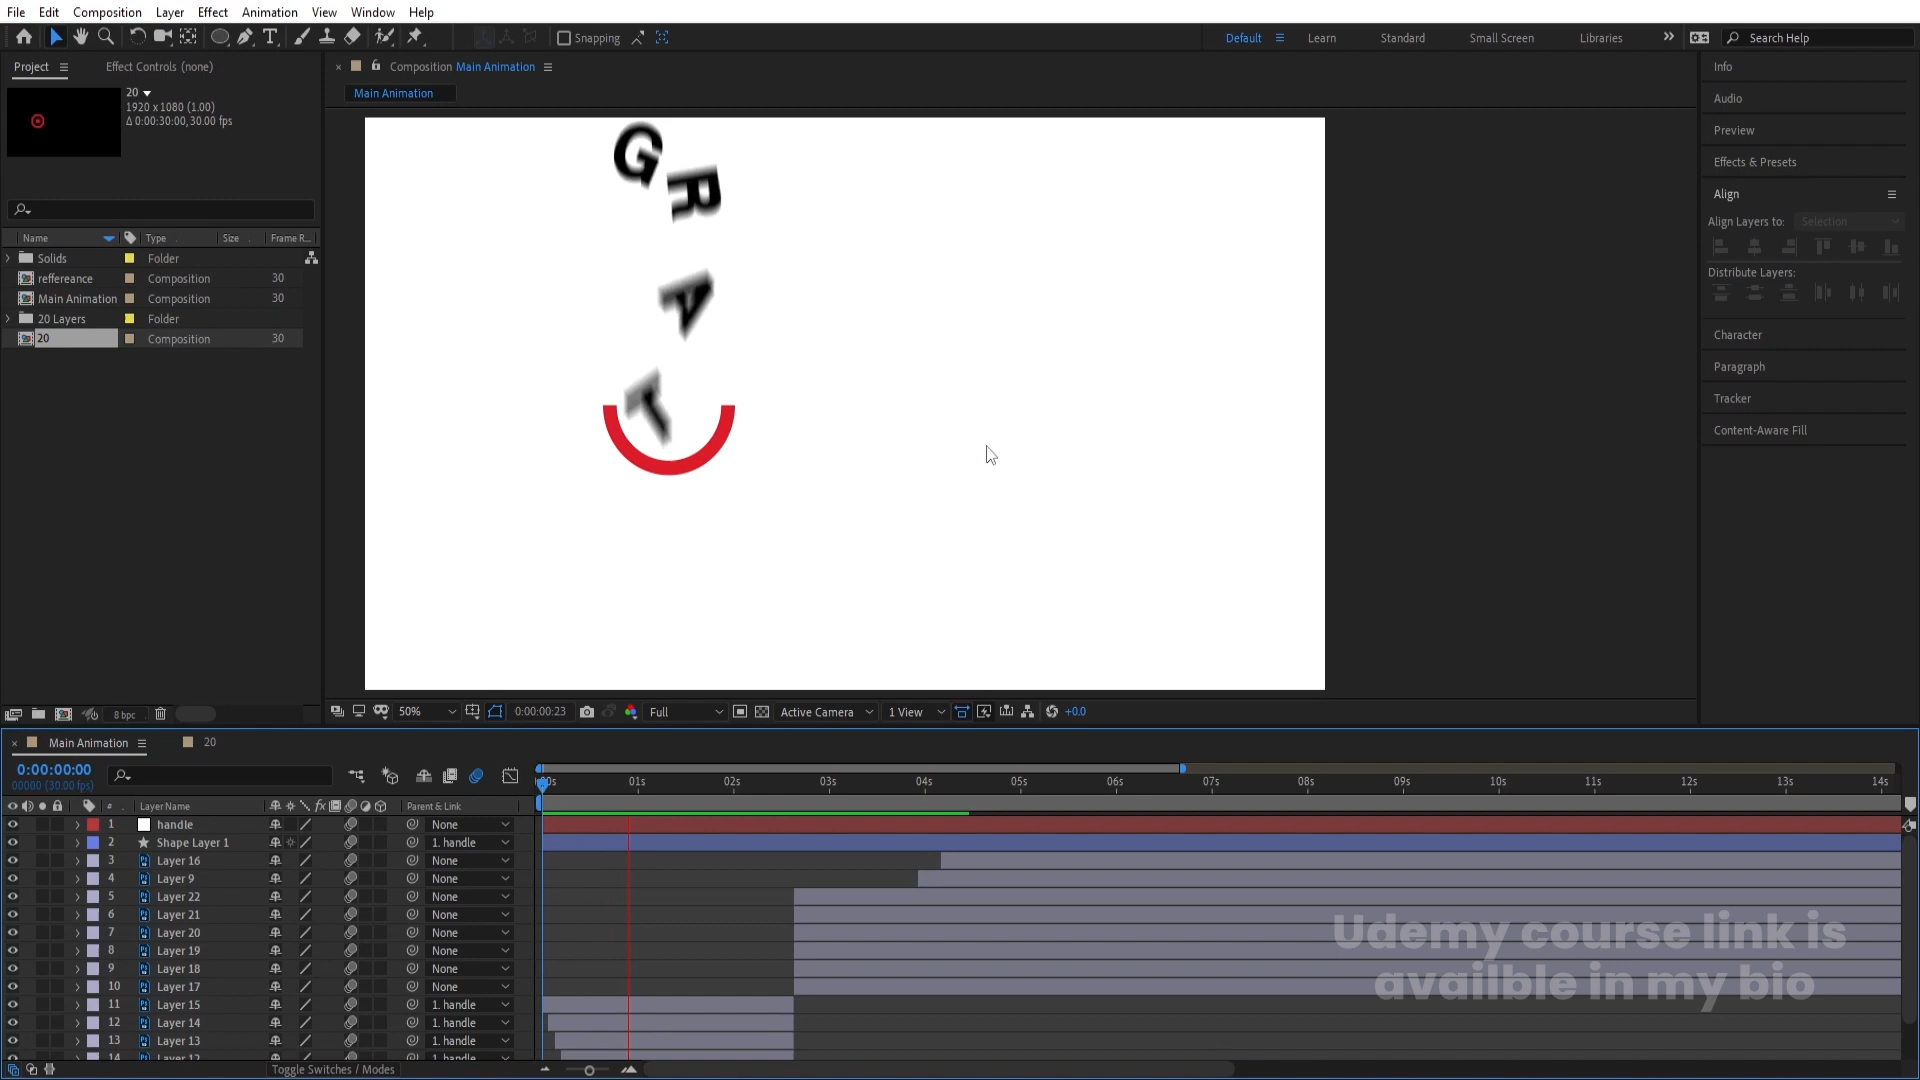 File Edit Composition Layer Effect Animation View Window Help
Snapping
Default Learn Standard Small Screen Libraries Search Help
Project Effect Controls (none)
20
1920 x 1080 (1.00)
Δ 0:00:30:00, 30.00 fps
Name Type Size Frame R...
Solids Folder
reffereance Composition 30
Main Animation Composition 30
20 Layers Folder
20 Composition 30
8 bpc
Composition Main Animation
Main Animation
G
R
A
T
50% 0:00:00:23 Full Active Camera 1 View +0.0
Info
Audio
Preview
Effects & Presets
Align
Align Layers to: Selection
Distribute Layers:
Character
Paragraph
Tracker
Content-Aware Fill
Main Animation 20
0:00:00:00
00000 (30.00 fps)
# Layer Name Parent & Link
01s 02s 03s 04s 05s 06s 07s 08s 09s 10s 11s 12s 13s 14s
1 handle None
2 Shape Layer 1 1. handle
3 Layer 16 None
4 Layer 9 None
5 Layer 22 None
6 Layer 21 None
7 Layer 20 None
8 Layer 19 None
9 Layer 18 None
10 Layer 17 None
11 Layer 15 1. handle
12 Layer 14 1. handle
13 Layer 13 1. handle
14 Layer 12 1. handle
Toggle Switches / Modes
Udemy course link is
availble in my bio